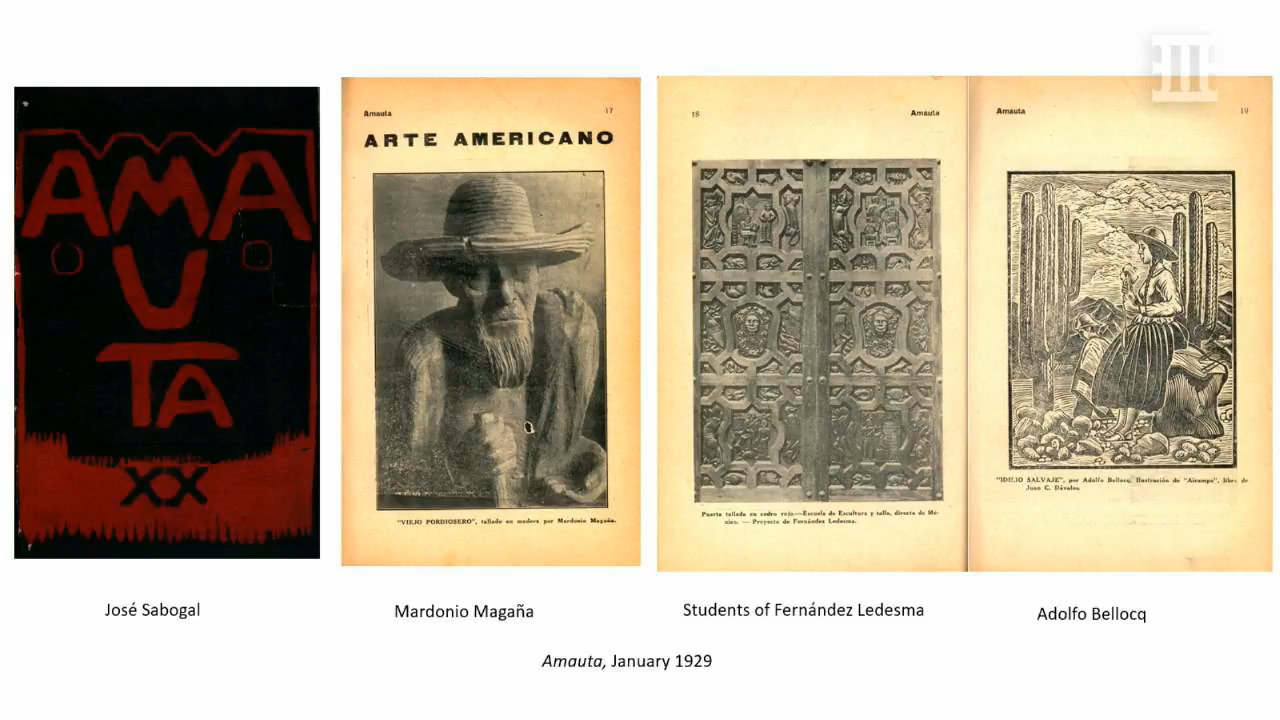 AMA
U
TA
XX
Amauta
17
ARTE AMERICANO
"VIEJO PORDIOSERO", tallado en madera por Mardonio Magaña.
18
Amauta
Puerta tallada en cedro rojo.—Escuela de Escultura y talla, directa de Mé-
xico. — Proyecto de Fernández Ledesma.
Amauta
19
"IDILIO SALVAJE", por Adolfo Bellocq. Ilustración de "Airampo", libro de
Juan C. Dávalos.
José Sabogal
Mardonio Magaña
Students of Fernández Ledesma
Adolfo Bellocq
Amauta, January 1929